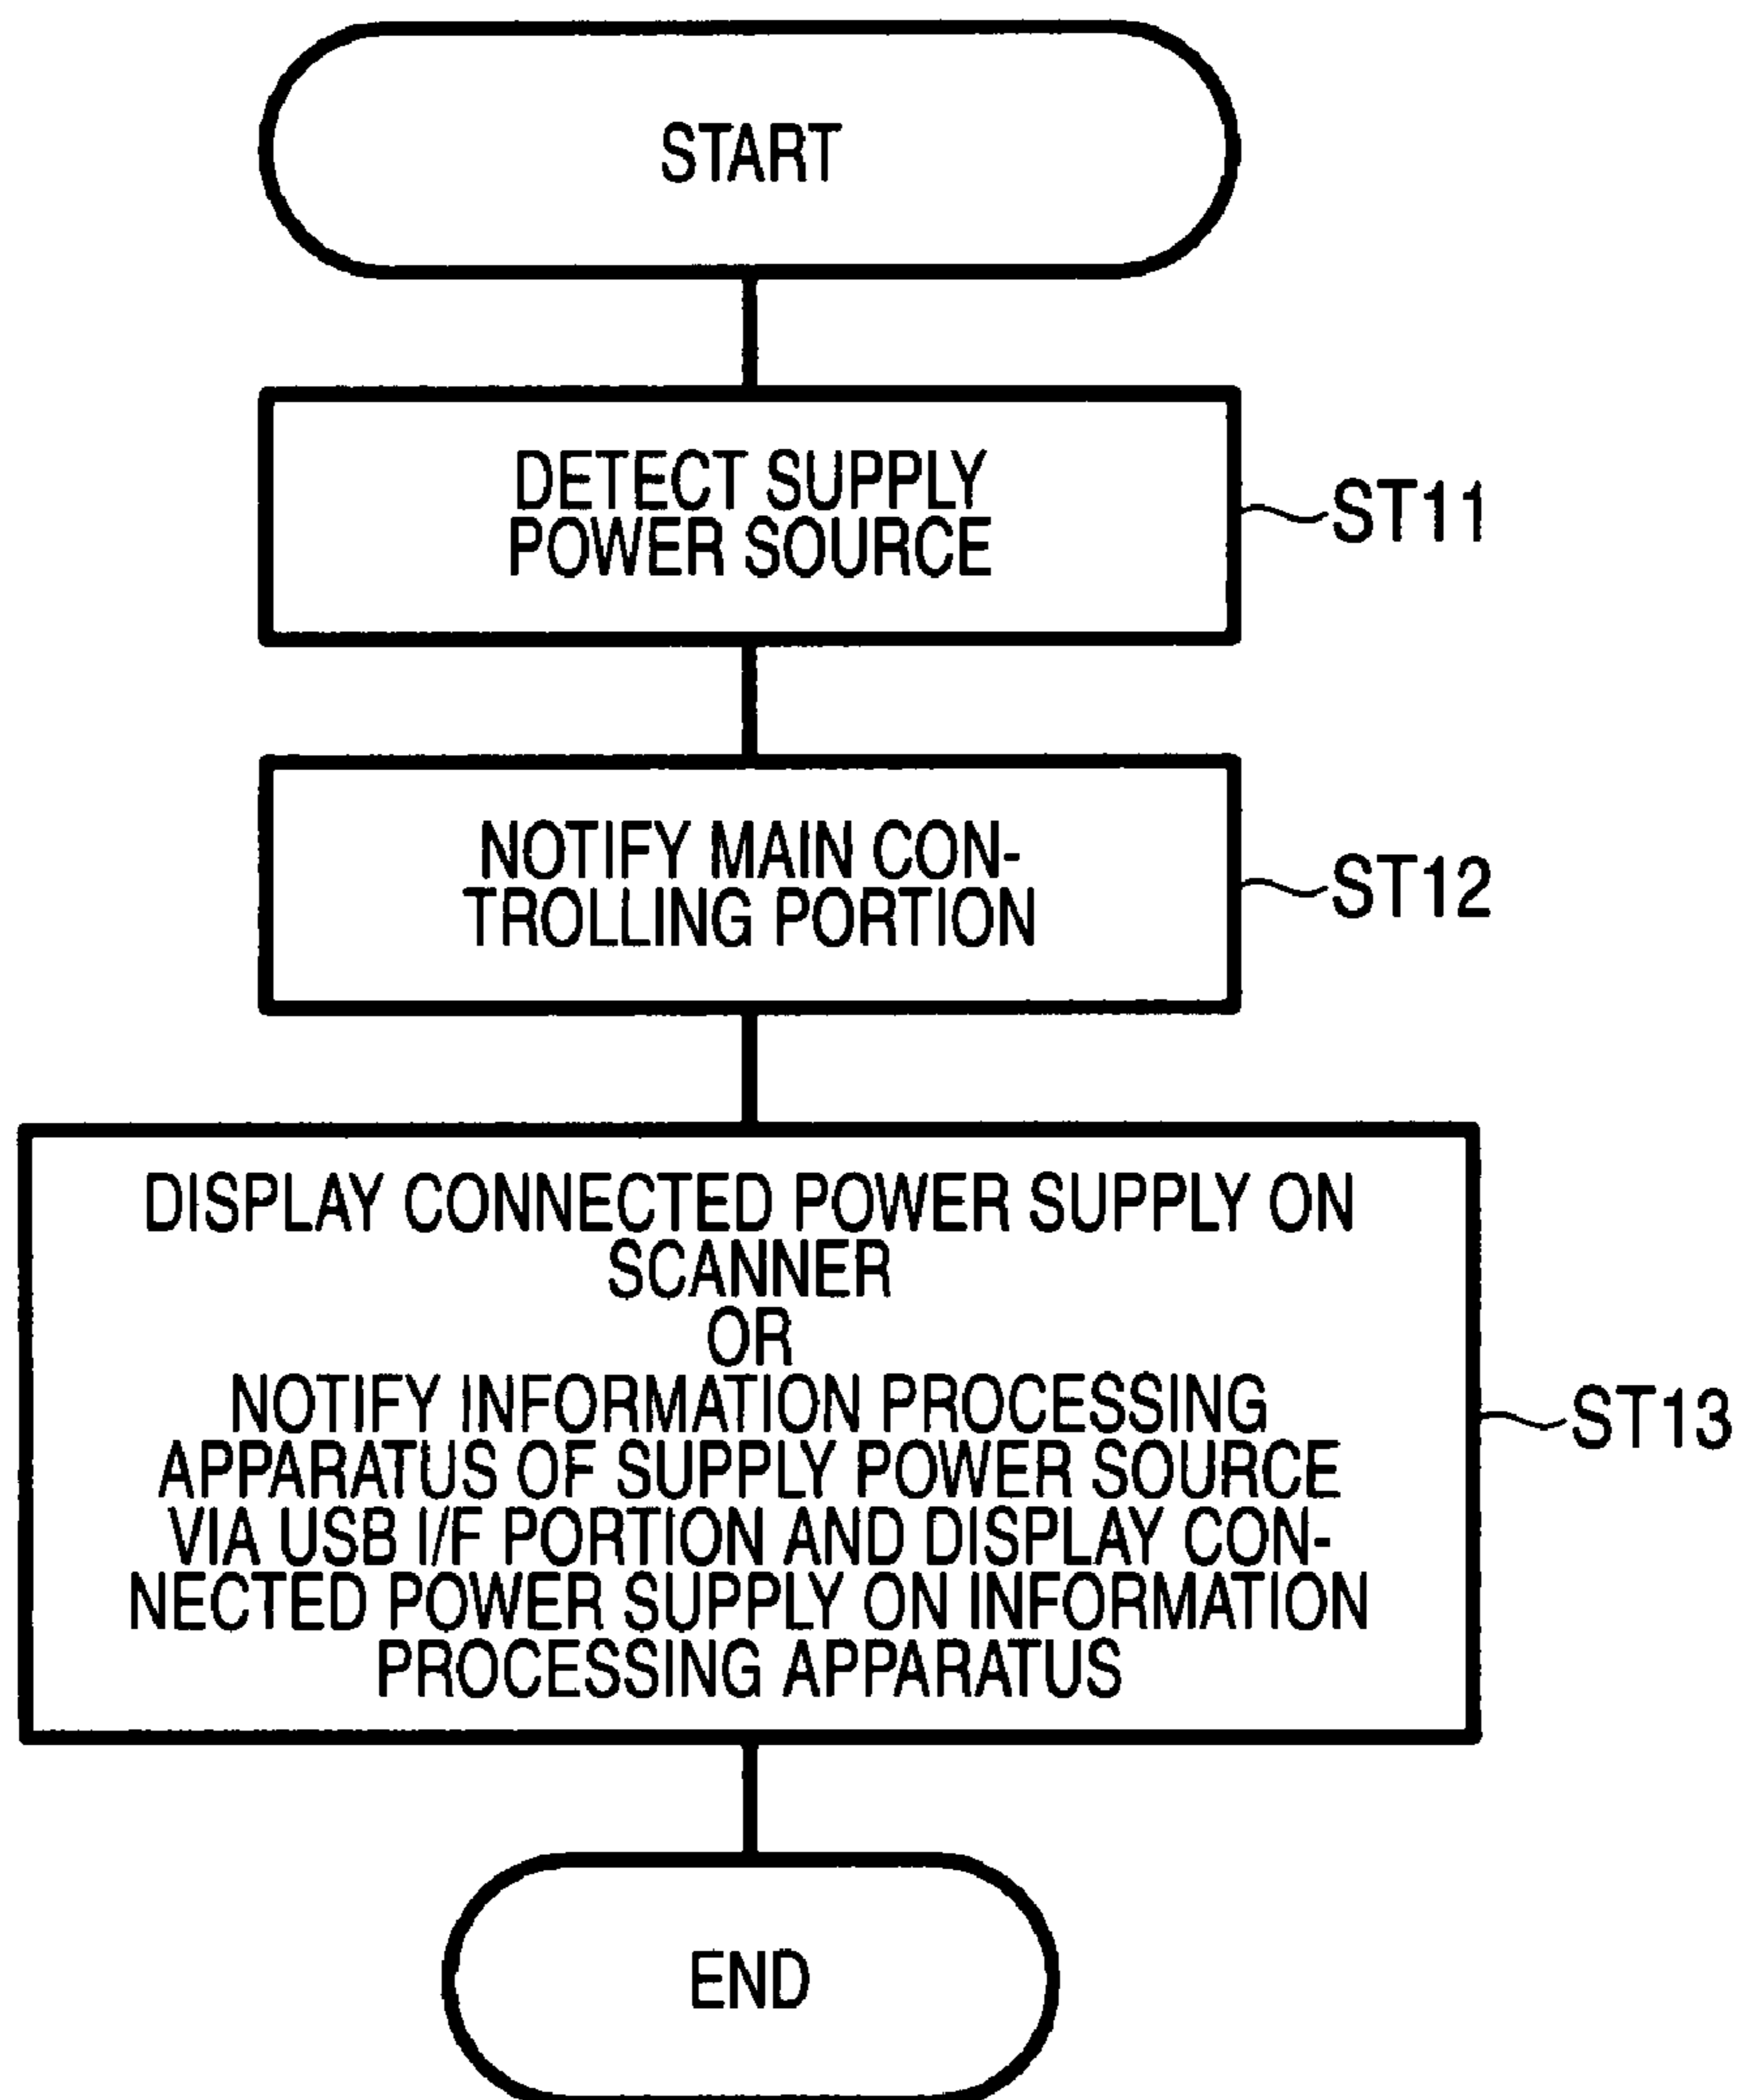 START
DETECT SUPPLY
POWER SOURCE
ST11
NOTIFY MAIN CON-
TROLLING PORTION
ST12
DISPLAY CONNECTED POWER SUPPLY ON
SCANNER
OR
NOTIFY INFORMATION PROCESSING
APPARATUS OF SUPPLY POWER SOURCE
VIA USB I/F PORTION AND DISPLAY CON-
NECTED POWER SUPPLY ON INFORMATION
PROCESSING APPARATUS
ST13
END